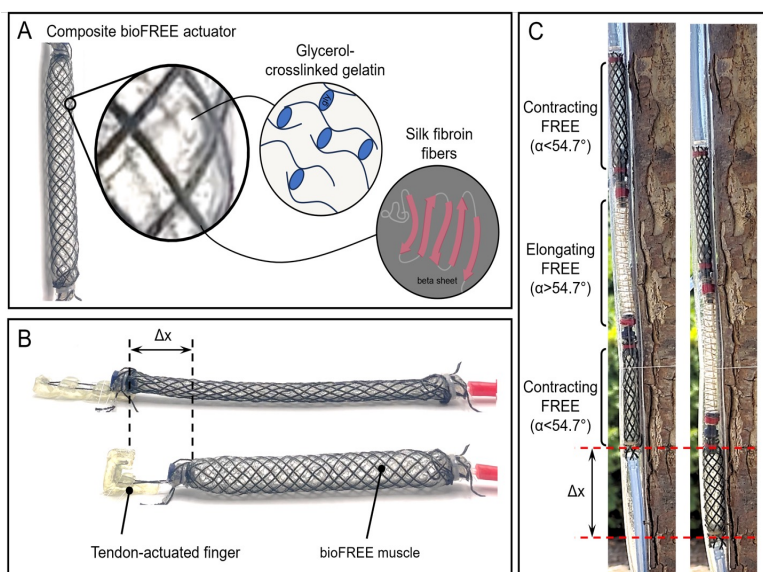 A
Composite bioFREE actuator
Glycerol-
crosslinked gelatin
gly
Silk fibroin
fibers
beta sheet
B
Δx
Tendon-actuated finger
bioFREE muscle
C
Contracting
FREE
(α<54.7°)
Elongating
FREE
(α>54.7°)
Contracting
FREE
(α<54.7°)
Δx